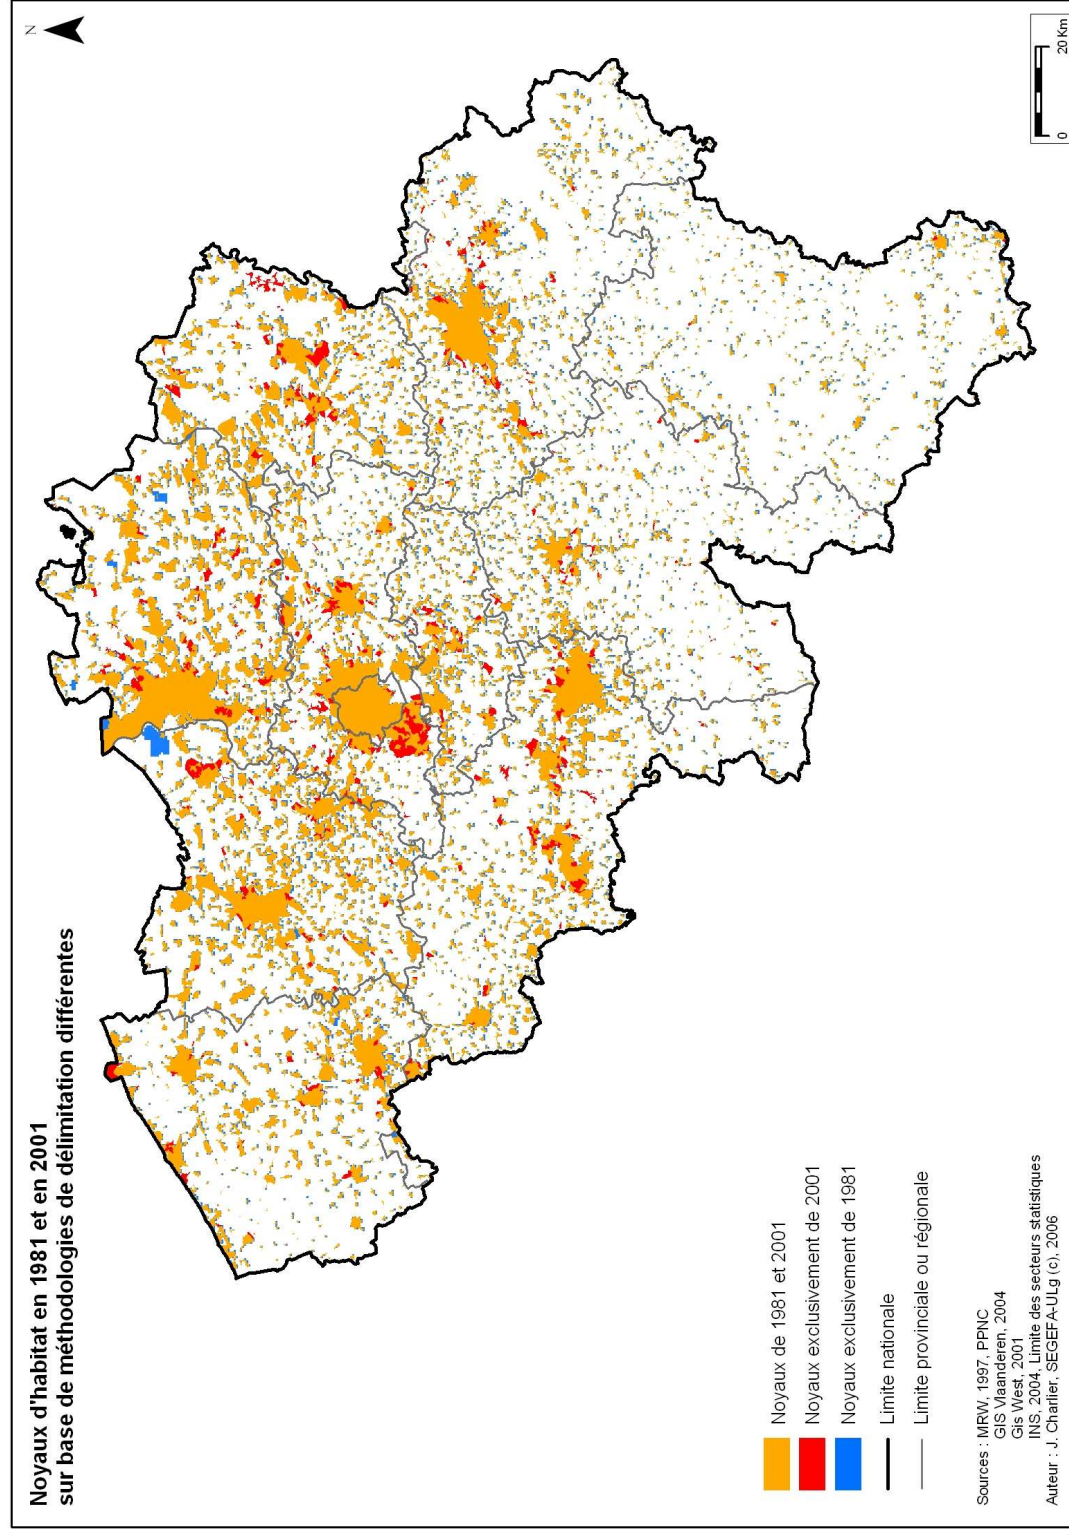 Noyaux d'habitat en 1981 et en 2001
sur base de méthodologies de délimitation différentes
N
Noyaux de 1981 et 2001
Noyaux exclusivement de 2001
Noyaux exclusivement de 1981
Limite nationale
Limite provinciale ou régionale
Sources : MRW, 1997, PPNC
GIS Vlaanderen, 2004
Gis West, 2001
INS, 2004, Limite des secteurs statistiques
Auteur : J. Charlier, SEGEFA-ULg (c), 2006
0 20 Km